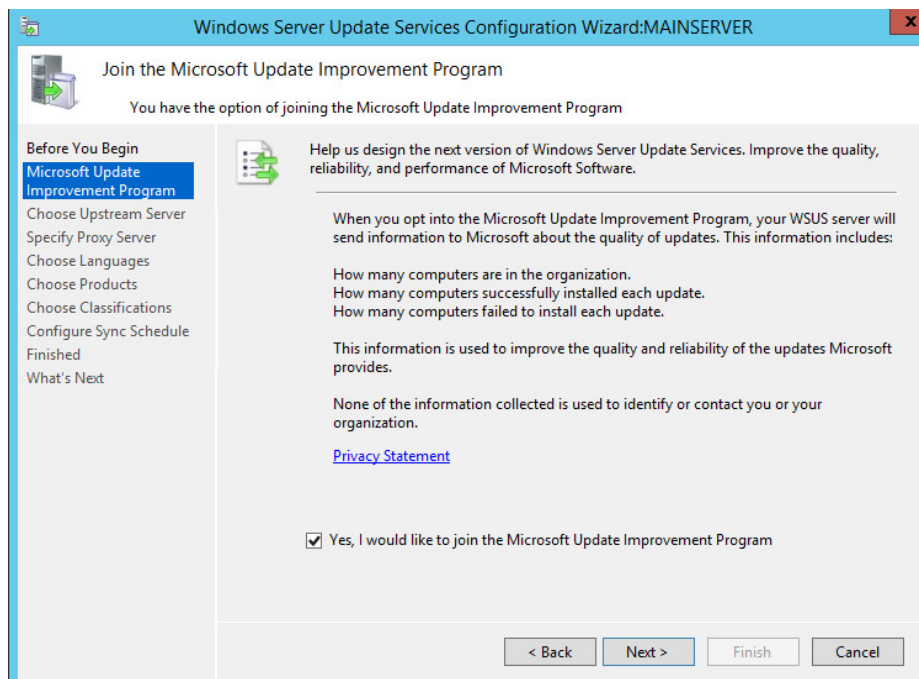 Windows Server Update Services Configuration Wizard:MAINSERVER
x
Join the Microsoft Update Improvement Program
You have the option of joining the Microsoft Update Improvement Program
Before You Begin
Microsoft Update
Improvement Program
Choose Upstream Server
Specify Proxy Server
Choose Languages
Choose Products
Choose Classifications
Configure Sync Schedule
Finished
What's Next
Help us design the next version of Windows Server Update Services. Improve the quality,
reliability, and performance of Microsoft Software.
When you opt into the Microsoft Update Improvement Program, your WSUS server will
send information to Microsoft about the quality of updates. This information includes:
How many computers are in the organization.
How many computers successfully installed each update.
How many computers failed to install each update.
This information is used to improve the quality and reliability of the updates Microsoft
provides.
None of the information collected is used to identify or contact you or your
organization.
Privacy Statement
Yes, I would like to join the Microsoft Update Improvement Program
< Back
Next >
Finish
Cancel